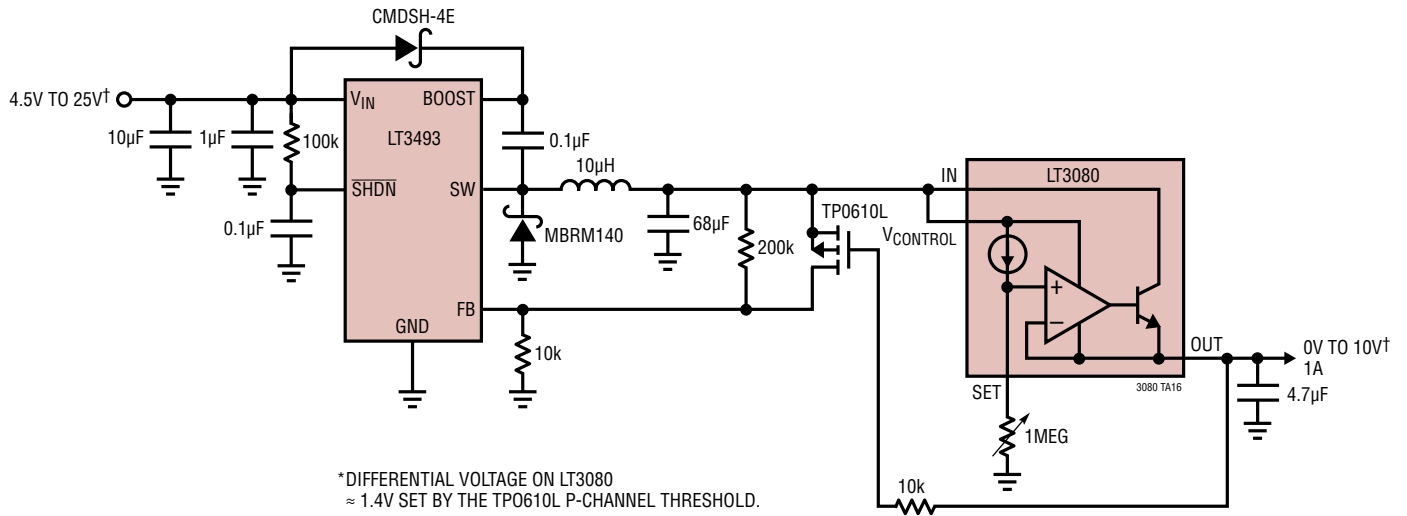 CMDSH-4E
4.5V TO 25V†
VIN
BOOST
LT3493
10µF
1µF
100k
0.1µF
10µH
IN
LT3080
SHDN
SW
TP0610L
VCONTROL
0.1µF
MBRM140
68µF
200k
+
–
FB
GND
10k
OUT
0V TO 10V†
1A
3080 TA16
SET
4.7µF
1MEG
*DIFFERENTIAL VOLTAGE ON LT3080
≈ 1.4V SET BY THE TP0610L P-CHANNEL THRESHOLD.
10k